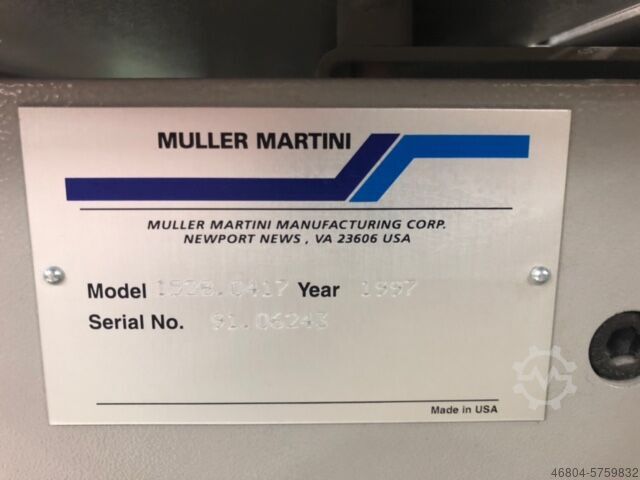 MULLER MARTINI
MULLER MARTINI MANUFACTURING CORP.
NEWPORT NEWS , VA 23606 USA
Model 1528.0417 Year 1997
Serial No. 91.06243
Made in USA
46804-5759832